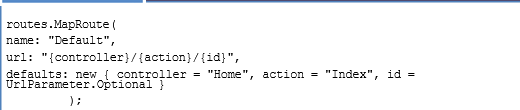 routes.MapRoute(
name: "Default",
url: "{controller}/{action}/{id}",
defaults: new { controller = "Home", action = "Index", id =
UrlParameter.Optional }
);